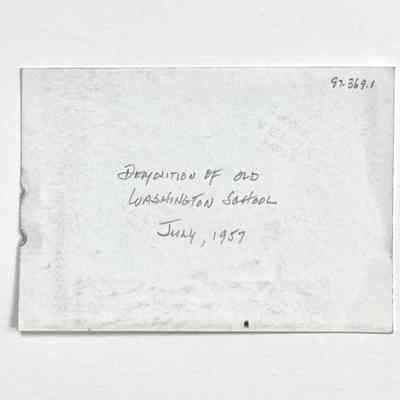 92.369.1
Demolition of Old
Washington School
July, 1957